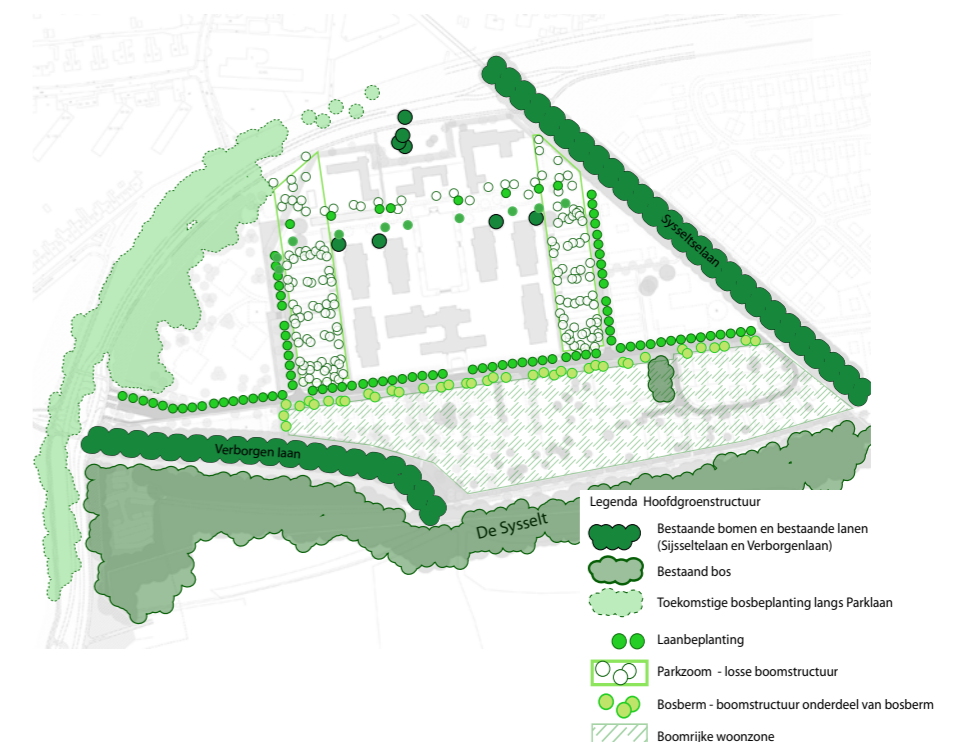 Sysseltselaan
Verborgen laan
De Sysselt
Legenda Hoofdgroenstructuur
Bestaande bomen en bestaande lanen
(Sijsseltelaan en Verborgenlaan)
Bestaand bos
Toekomstige bosbeplanting langs Parklaan
Laanbeplanting
Parkzoom - losse boomstructuur
Bosberm - boomstructuur onderdeel van bosberm
Boomrijke woonzone